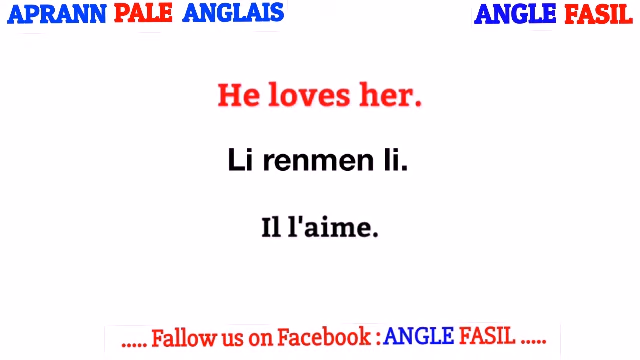 APRANN PALE ANGLAIS
ANGLE FASIL
He loves her.
Li renmen li.
Il l'aime.
..... Fallow us on Facebook : ANGLE FASIL .....